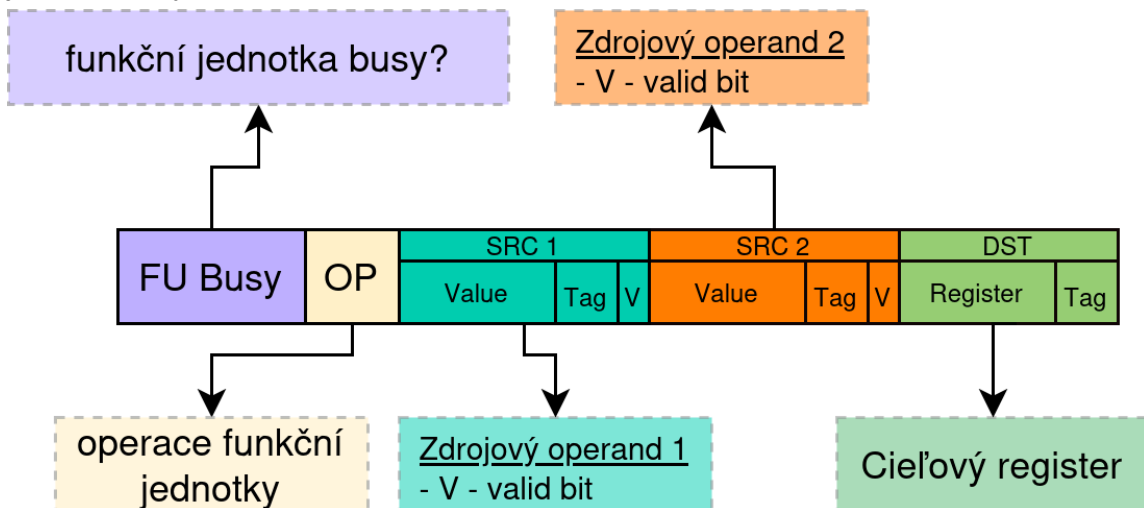 funkční jednotka busy?
Zdrojový operand 2
- V - valid bit
FU Busy
OP
SRC 1
SRC 2
DST
Value
Tag
V
Value
Tag
V
Register
Tag
operace funkční
jednotky
Zdrojový operand 1
- V - valid bit
Cieľový register